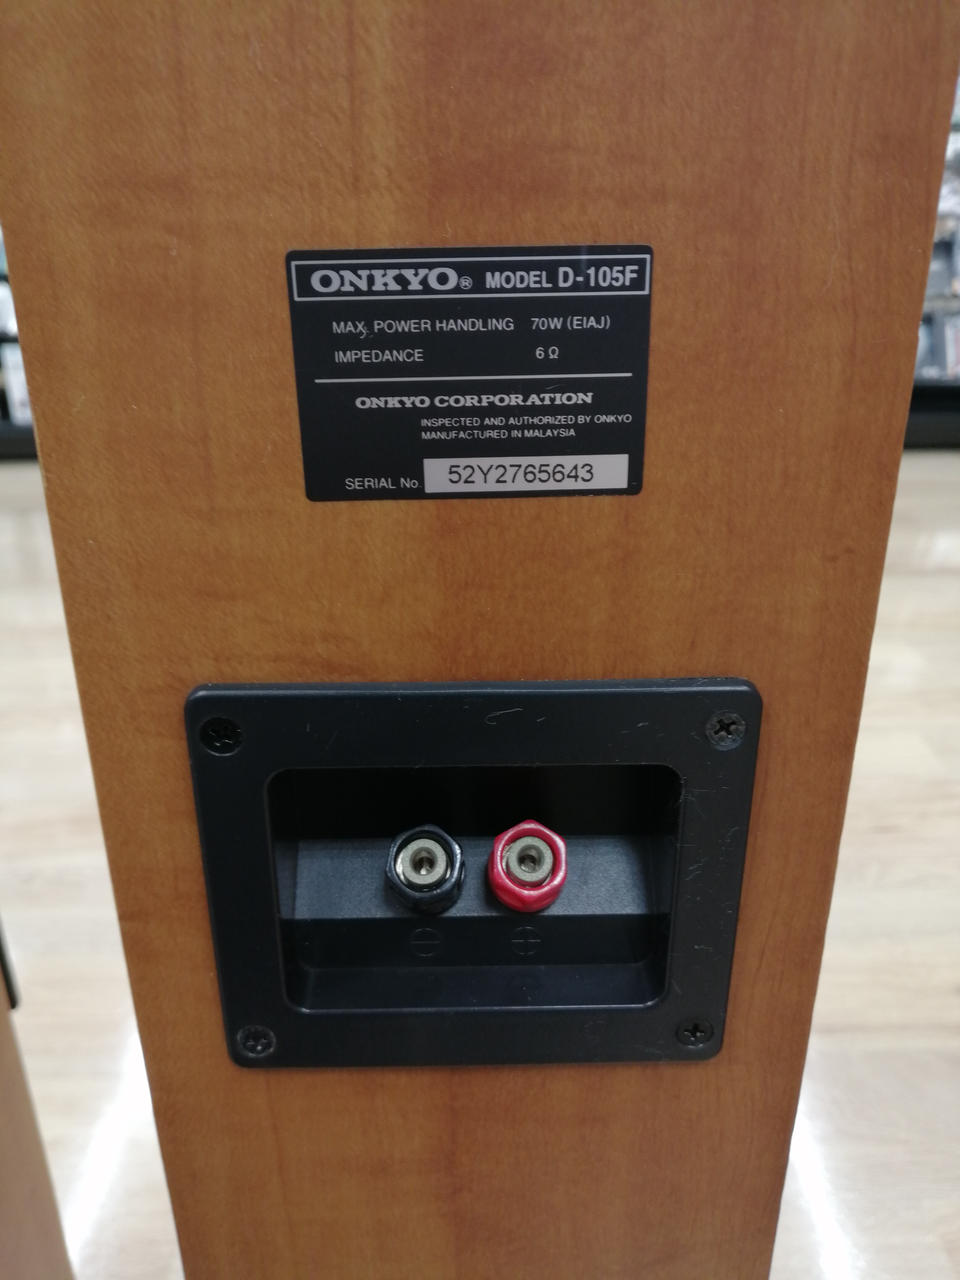 ONKYO® MODEL D-105F
MAX. POWER HANDLING 70W (EIAJ)
IMPEDANCE 6 Ω
ONKYO CORPORATION
INSPECTED AND AUTHORIZED BY ONKYO
MANUFACTURED IN MALAYSIA
SERIAL No. 52Y2765643
− +